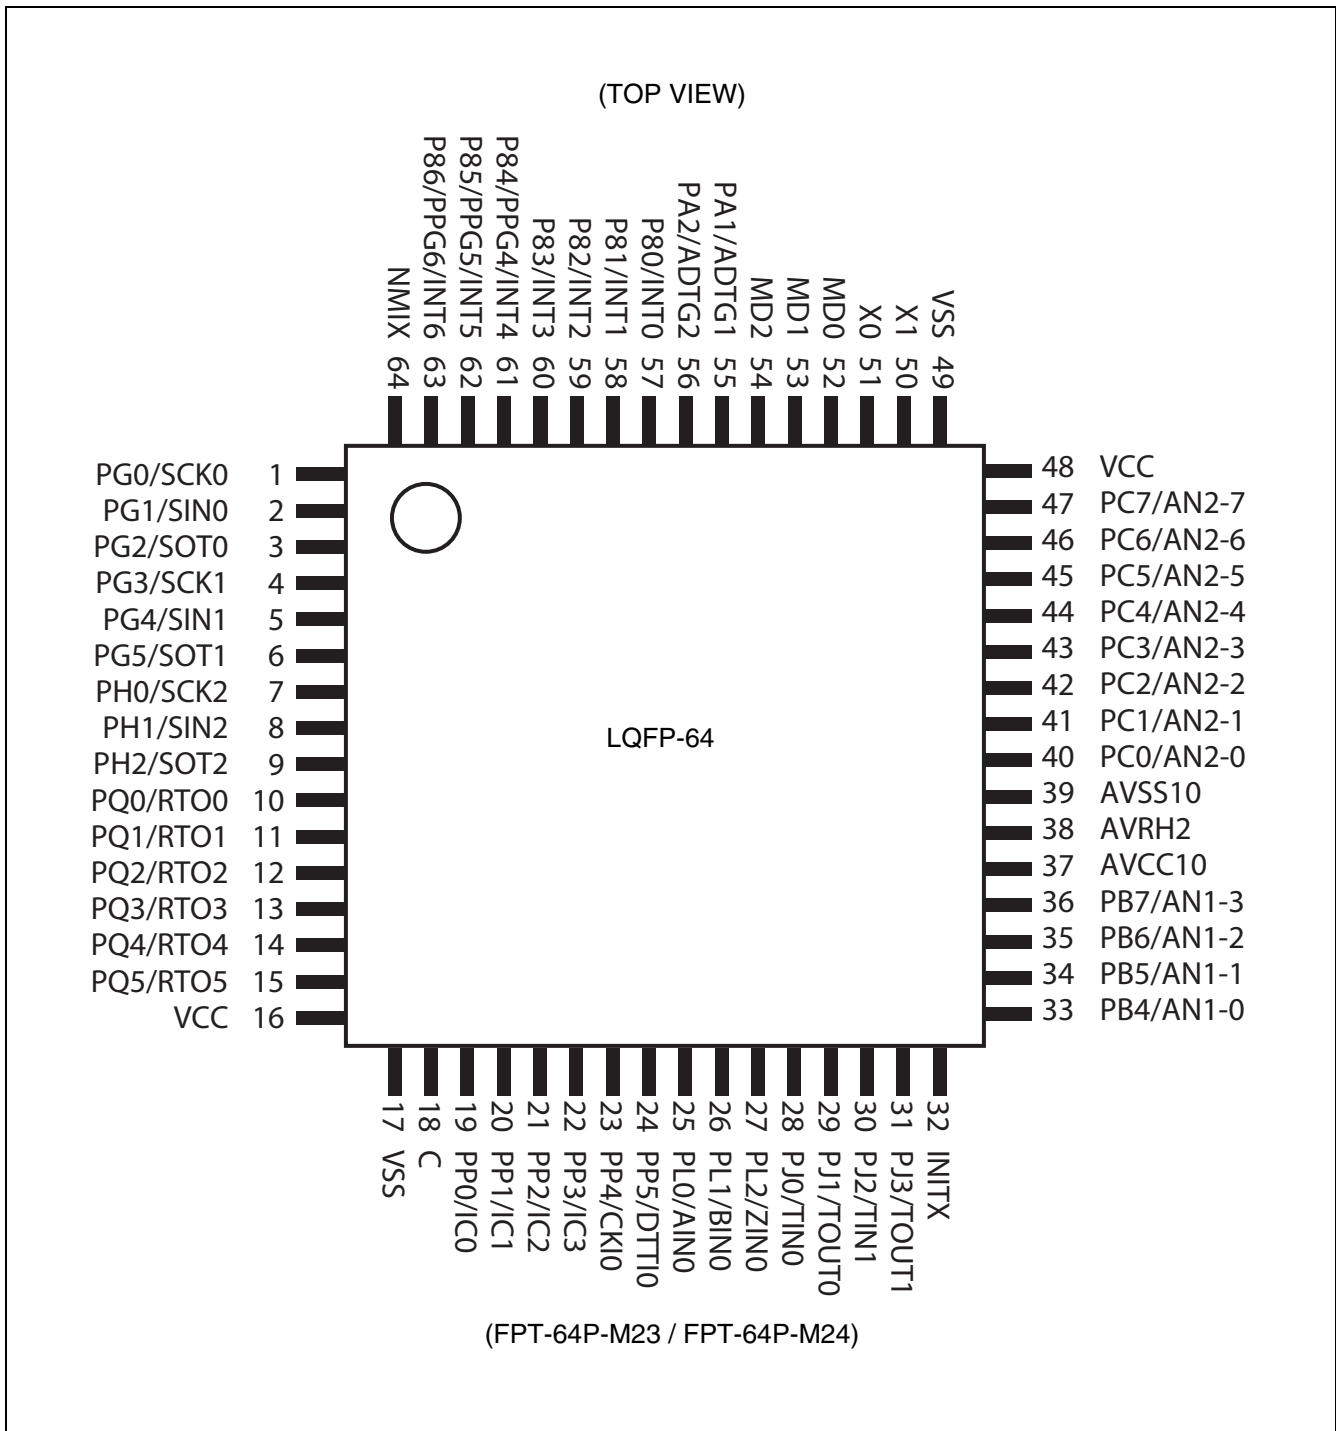 (TOP VIEW)
NMIX 64
P86/PPG6/INT6 63
P85/PPG5/INT5 62
P84/PPG4/INT4 61
P83/INT3 60
P82/INT2 59
P81/INT1 58
P80/INT0 57
PA2/ADTG2 56
PA1/ADTG1 55
MD2 54
MD1 53
MD0 52
X0 51
X1 50
VSS 49
PG0/SCK0 1
PG1/SIN0 2
PG2/SOT0 3
PG3/SCK1 4
PG4/SIN1 5
PG5/SOT1 6
PH0/SCK2 7
PH1/SIN2 8
PH2/SOT2 9
PQ0/RTO0 10
PQ1/RTO1 11
PQ2/RTO2 12
PQ3/RTO3 13
PQ4/RTO4 14
PQ5/RTO5 15
VCC 16
LQFP-64
48 VCC
47 PC7/AN2-7
46 PC6/AN2-6
45 PC5/AN2-5
44 PC4/AN2-4
43 PC3/AN2-3
42 PC2/AN2-2
41 PC1/AN2-1
40 PC0/AN2-0
39 AVSS10
38 AVRH2
37 AVCC10
36 PB7/AN1-3
35 PB6/AN1-2
34 PB5/AN1-1
33 PB4/AN1-0
17 VSS
18 C
19 PP0/IC0
20 PP1/IC1
21 PP2/IC2
22 PP3/IC3
23 PP4/CKI0
24 PP5/DTTI0
25 PL0/AIN0
26 PL1/BIN0
27 PL2/ZIN0
28 PJ0/TIN0
29 PJ1/TOUT0
30 PJ2/TIN1
31 PJ3/TOUT1
32 INITX
(FPT-64P-M23 / FPT-64P-M24)